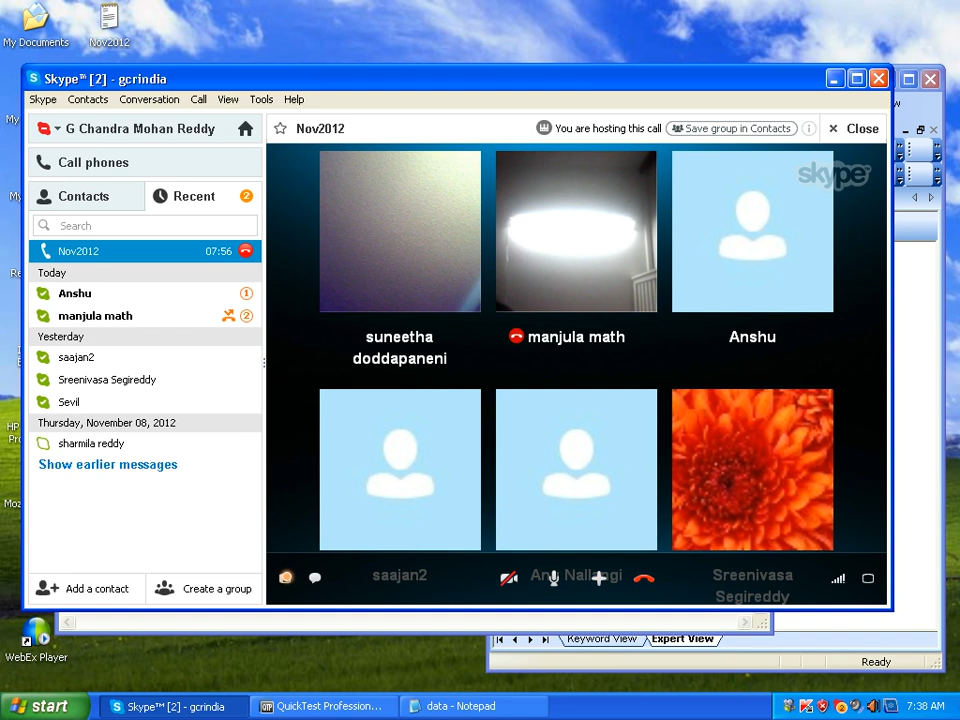 My Documents
Nov2012
Skype™ [2] - gcrindia
Skype Contacts Conversation Call View Tools Help
G Chandra Mohan Reddy
Nov2012
You are hosting this call
Save group in Contacts
Close
Call phones
Contacts
Recent 2
Search
Nov2012 07:56
Today
Anshu 1
manjula math 2
Yesterday
saajan2
Sreenivasa Segireddy
Sevil
Thursday, November 08, 2012
sharmila reddy
Show earlier messages
Add a contact
Create a group
skype
suneetha
doddapaneni
manjula math
Anshu
saajan2
Sreenivasa
Segireddy
My
My
HP
Moz
WebEx Player
Keyword View
Expert View
Ready
start
Skype™ [2] - gcrindia
QuickTest Profession...
data - Notepad
7:38 AM